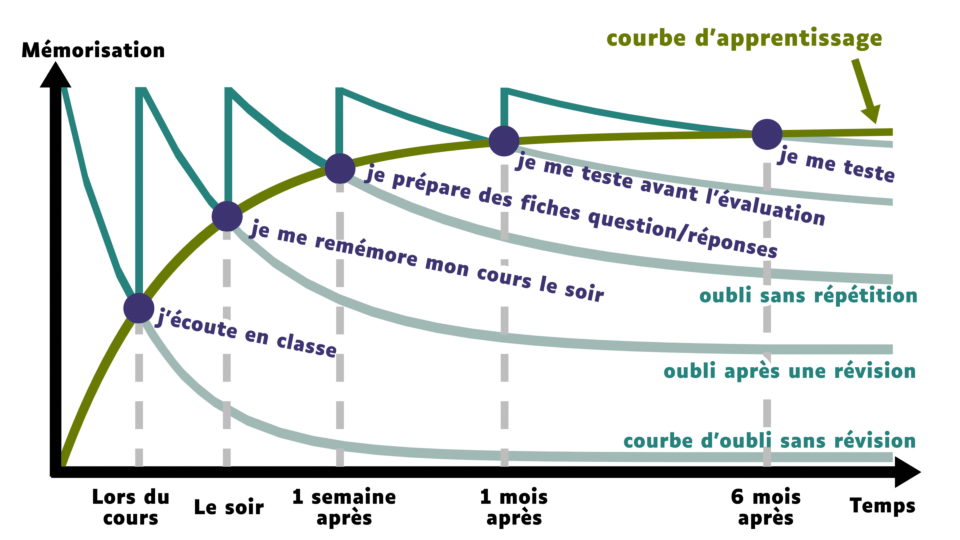 courbe d'apprentissage
Mémorisation
je me teste
je me teste avant l'évaluation
je prépare des fiches question/réponses
je me remémore mon cours le soir
oubli sans répétition
j'écoute en classe
oubli après une révision
courbe d'oubli sans révision
Lors du
cours
Le soir
1 semaine
après
1 mois
après
6 mois
après
Temps